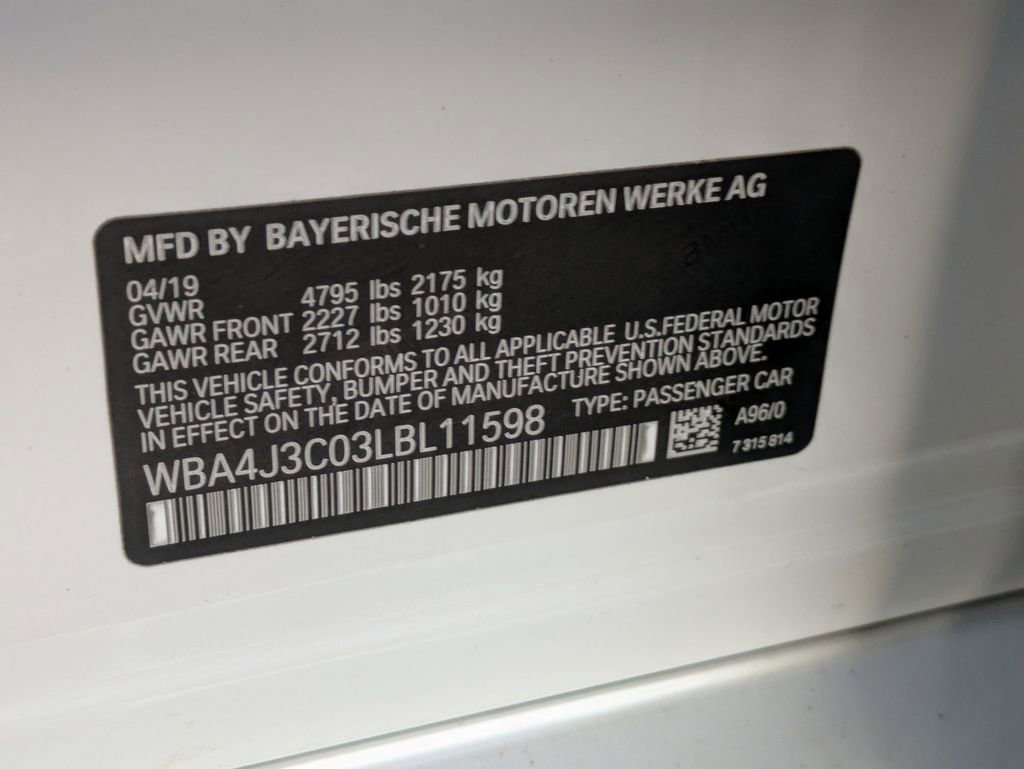 MFD BY BAYERISCHE MOTOREN WERKE AG
04/19
GVWR 4795 lbs 2175 kg
GAWR FRONT 2227 lbs 1010 kg
GAWR REAR 2712 lbs 1230 kg
THIS VEHICLE CONFORMS TO ALL APPLICABLE U.S.FEDERAL MOTOR
VEHICLE SAFETY, BUMPER AND THEFT PREVENTION STANDARDS
IN EFFECT ON THE DATE OF MANUFACTURE SHOWN ABOVE.
WBA4J3C03LBL11598 TYPE: PASSENGER CAR
A96/0
7 315 814
BMW